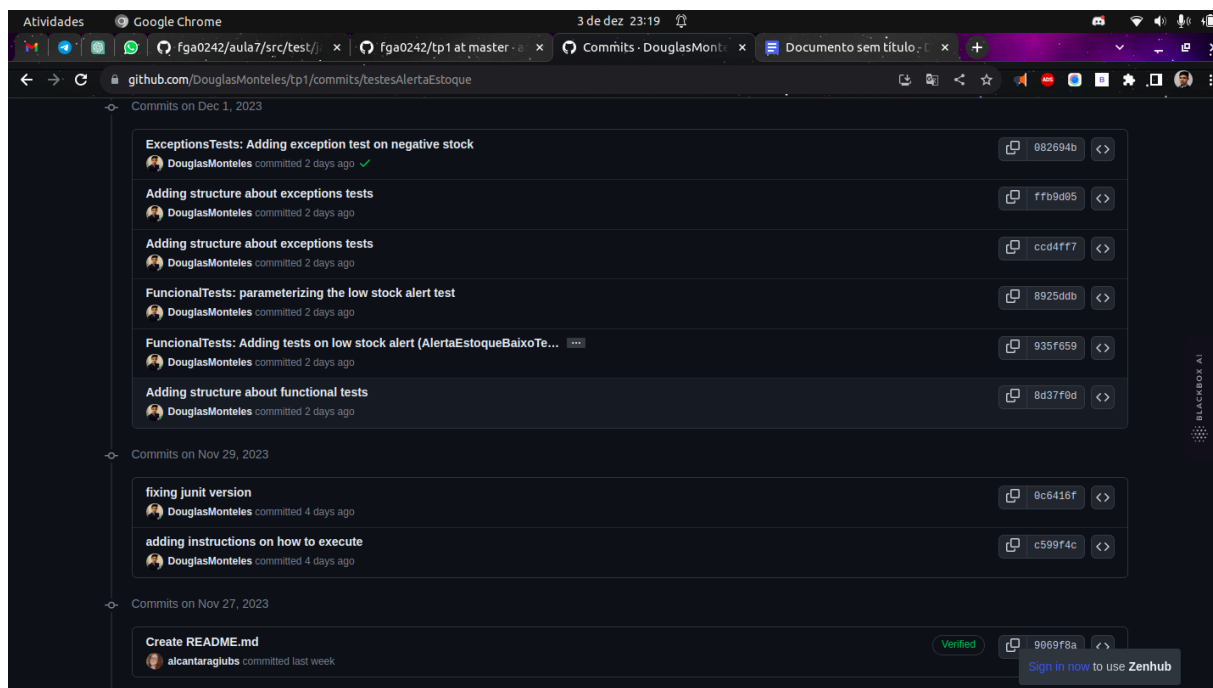 Atividades
Google Chrome
3 de dez 23:19
fga0242/aula7/src/test/j
fga0242/tp1 at master · a
Commits · DouglasMonte
Documento sem título - D
github.com/DouglasMonteles/tp1/commits/testesAlertaEstoque
Commits on Dec 1, 2023
ExceptionsTests: Adding exception test on negative stock
082694b
DouglasMonteles committed 2 days ago
Adding structure about exceptions tests
ffb9d05
DouglasMonteles committed 2 days ago
Adding structure about exceptions tests
ccd4ff7
DouglasMonteles committed 2 days ago
FuncionalTests: parameterizing the low stock alert test
8925ddb
DouglasMonteles committed 2 days ago
FuncionalTests: Adding tests on low stock alert (AlertaEstoqueBaixoTe…
935f659
DouglasMonteles committed 2 days ago
Adding structure about functional tests
8d37f0d
DouglasMonteles committed 2 days ago
BLACKBOX AI
Commits on Nov 29, 2023
fixing junit version
0c6416f
DouglasMonteles committed 4 days ago
adding instructions on how to execute
c599f4c
DouglasMonteles committed 4 days ago
Commits on Nov 27, 2023
Create README.md
Verified
9069f8a
alcantaragiubs committed last week
Sign in now to use Zenhub